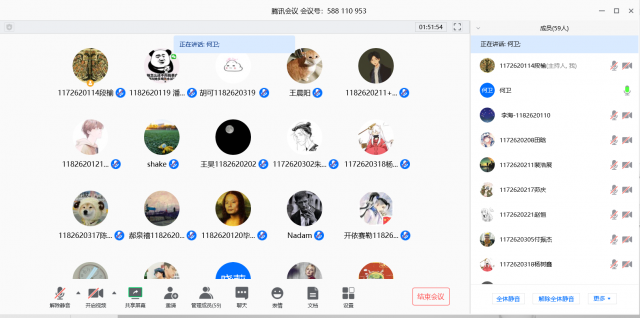 腾讯会议 会议号：588 110 953
01:51:54
正在讲话: 何卫;
1172620114段榆
1182620119 潘...
胡可1182620319
王晨阳
1182620211+...
1182620121...
shake
王昊1182620202
1172620302朱...
1172620318杨...
1182620317陈...
郝景禧1182620...
1182620120毕...
Nadam
开依赛勒11826...
解除静音
开启视频
共享屏幕
邀请
管理成员(59)
聊天
表情
文档
设置
结束会议
成员(59人)
正在讲话: 何卫;
1172620114段榆(主持人, 我)
何卫
何卫
李海-1182620110
1172620208田晗
1172620211裴浩展
1172620217苏庆
1172620221赵恒
1172620305付振杰
1172620318杨树鑫
全体静音
解除全体静音
更多